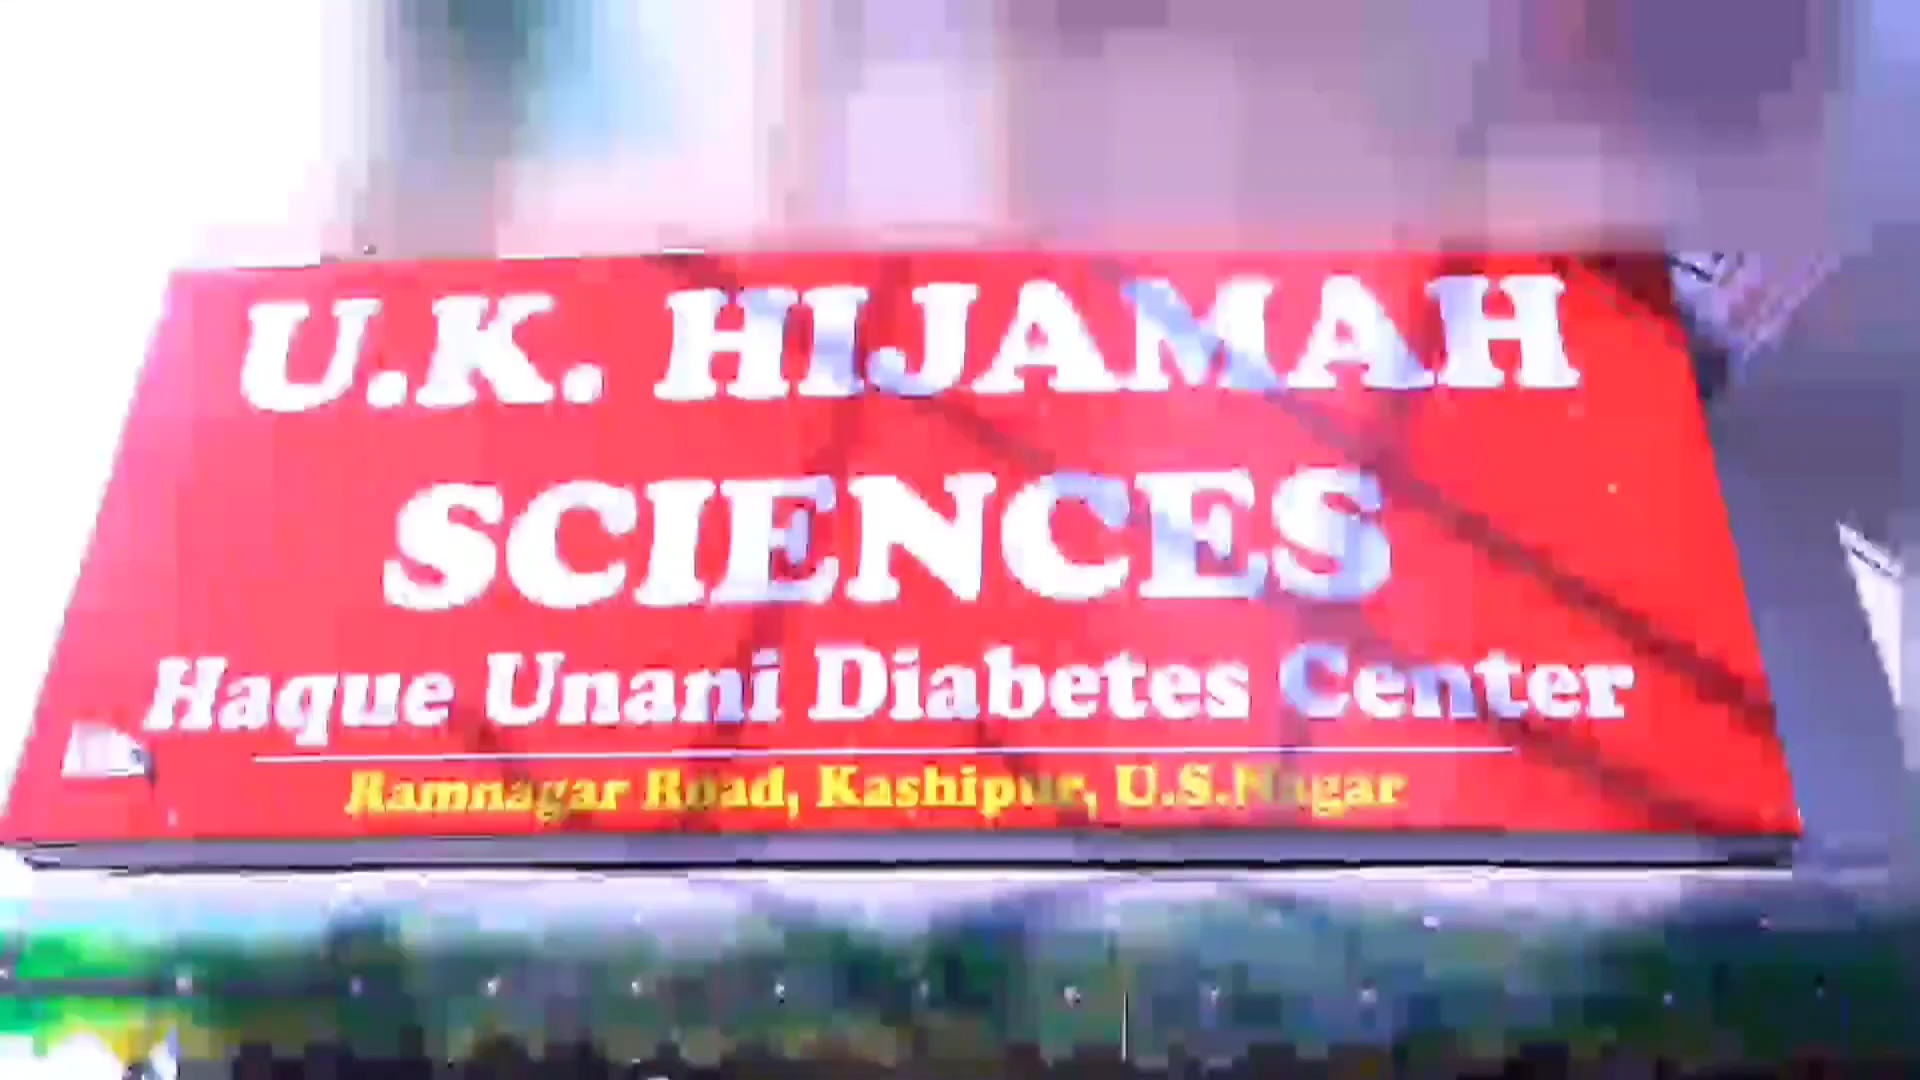 U.K. HIJAMAH
SCIENCES
Haque Unani Diabetes Center
Ramnagar Road, Kashipur, U.S.Nagar